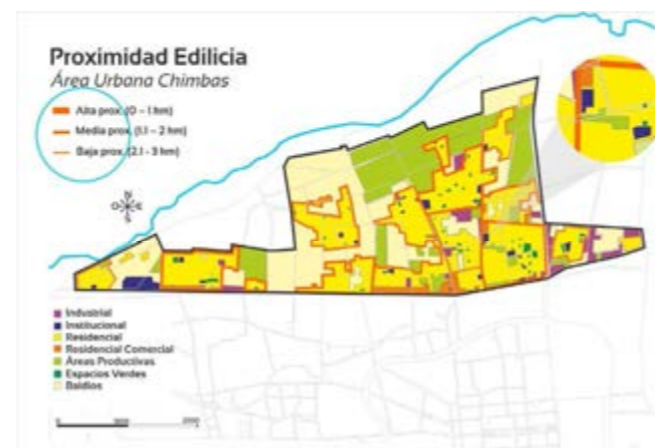 Proximidad Edilicia
Área Urbana Chimbas
Alta prox. (0 - 1 km)
Media prox. (1.1 - 2 km)
Baja prox. (2.1 - 3 km)
N
O E
S
Industrial
Institucional
Residencial
Residencial Comercial
Áreas Productivas
Espacios Verdes
Baldíos
0